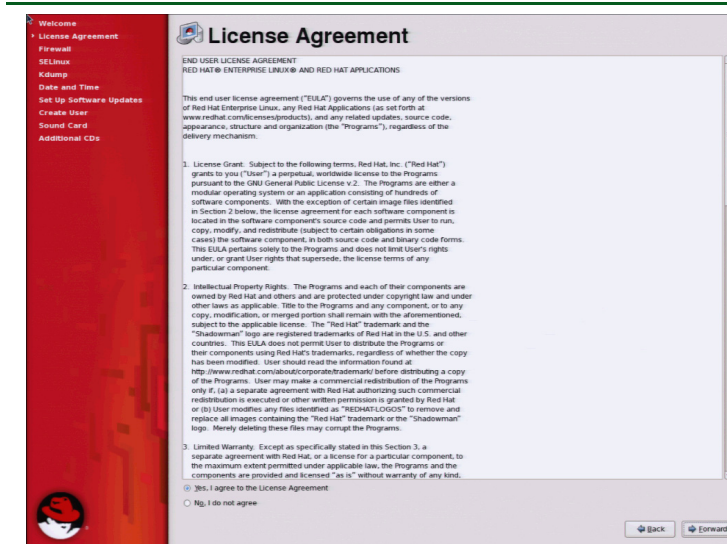 Welcome
License Agreement
Firewall
SELinux
Kdump
Date and Time
Set Up Software Updates
Create User
Sound Card
Additional CDs
License Agreement
END USER LICENSE AGREEMENT
RED HAT® ENTERPRISE LINUX® AND RED HAT APPLICATIONS
This end user license agreement ("EULA") governs the use of any of the versions
of Red Hat Enterprise Linux, any Red Hat Applications (as set forth at
www.redhat.com/licenses/products), and any related updates, source code,
appearance, structure and organization (the "Programs"), regardless of the
delivery mechanism.
1. License Grant. Subject to the following terms, Red Hat, Inc. ("Red Hat")
grants to you ("User") a perpetual, worldwide license to the Programs
pursuant to the GNU General Public License v.2. The Programs are either a
modular operating system or an application consisting of hundreds of
software components. With the exception of certain image files identified
in Section 2 below, the license agreement for each software component is
located in the software component's source code and permits User to run,
copy, modify, and redistribute (subject to certain obligations in some
cases) the software component, in both source code and binary code forms.
This EULA pertains solely to the Programs and does not limit User's rights
under, or grant User rights that supersede, the license terms of any
particular component.
2. Intellectual Property Rights. The Programs and each of their components are
owned by Red Hat and others and are protected under copyright law and under
other laws as applicable. Title to the Programs and any component, or to any
copy, modification, or merged portion shall remain with the aforementioned,
subject to the applicable license. The "Red Hat" trademark and the
"Shadowman" logo are registered trademarks of Red Hat in the U.S. and other
countries. This EULA does not permit User to distribute the Programs or
their components using Red Hat's trademarks, regardless of whether the copy
has been modified. User should read the information found at
http://www.redhat.com/about/corporate/trademark/ before distributing a copy
of the Programs. User may make a commercial redistribution of the Programs
only if, (a) a separate agreement with Red Hat authorizing such commercial
redistribution is executed or other written permission is granted by Red Hat
or (b) User modifies any files identified as "REDHAT-LOGOS" to remove and
replace all images containing the "Red Hat" trademark or the "Shadowman"
logo. Merely deleting these files may corrupt the Programs.
3. Limited Warranty. Except as specifically stated in this Section 3, a
separate agreement with Red Hat, or a license for a particular component, to
the maximum extent permitted under applicable law, the Programs and the
components are provided and licensed "as is" without warranty of any kind,
Yes, I agree to the License Agreement
No, I do not agree
Back
Forward